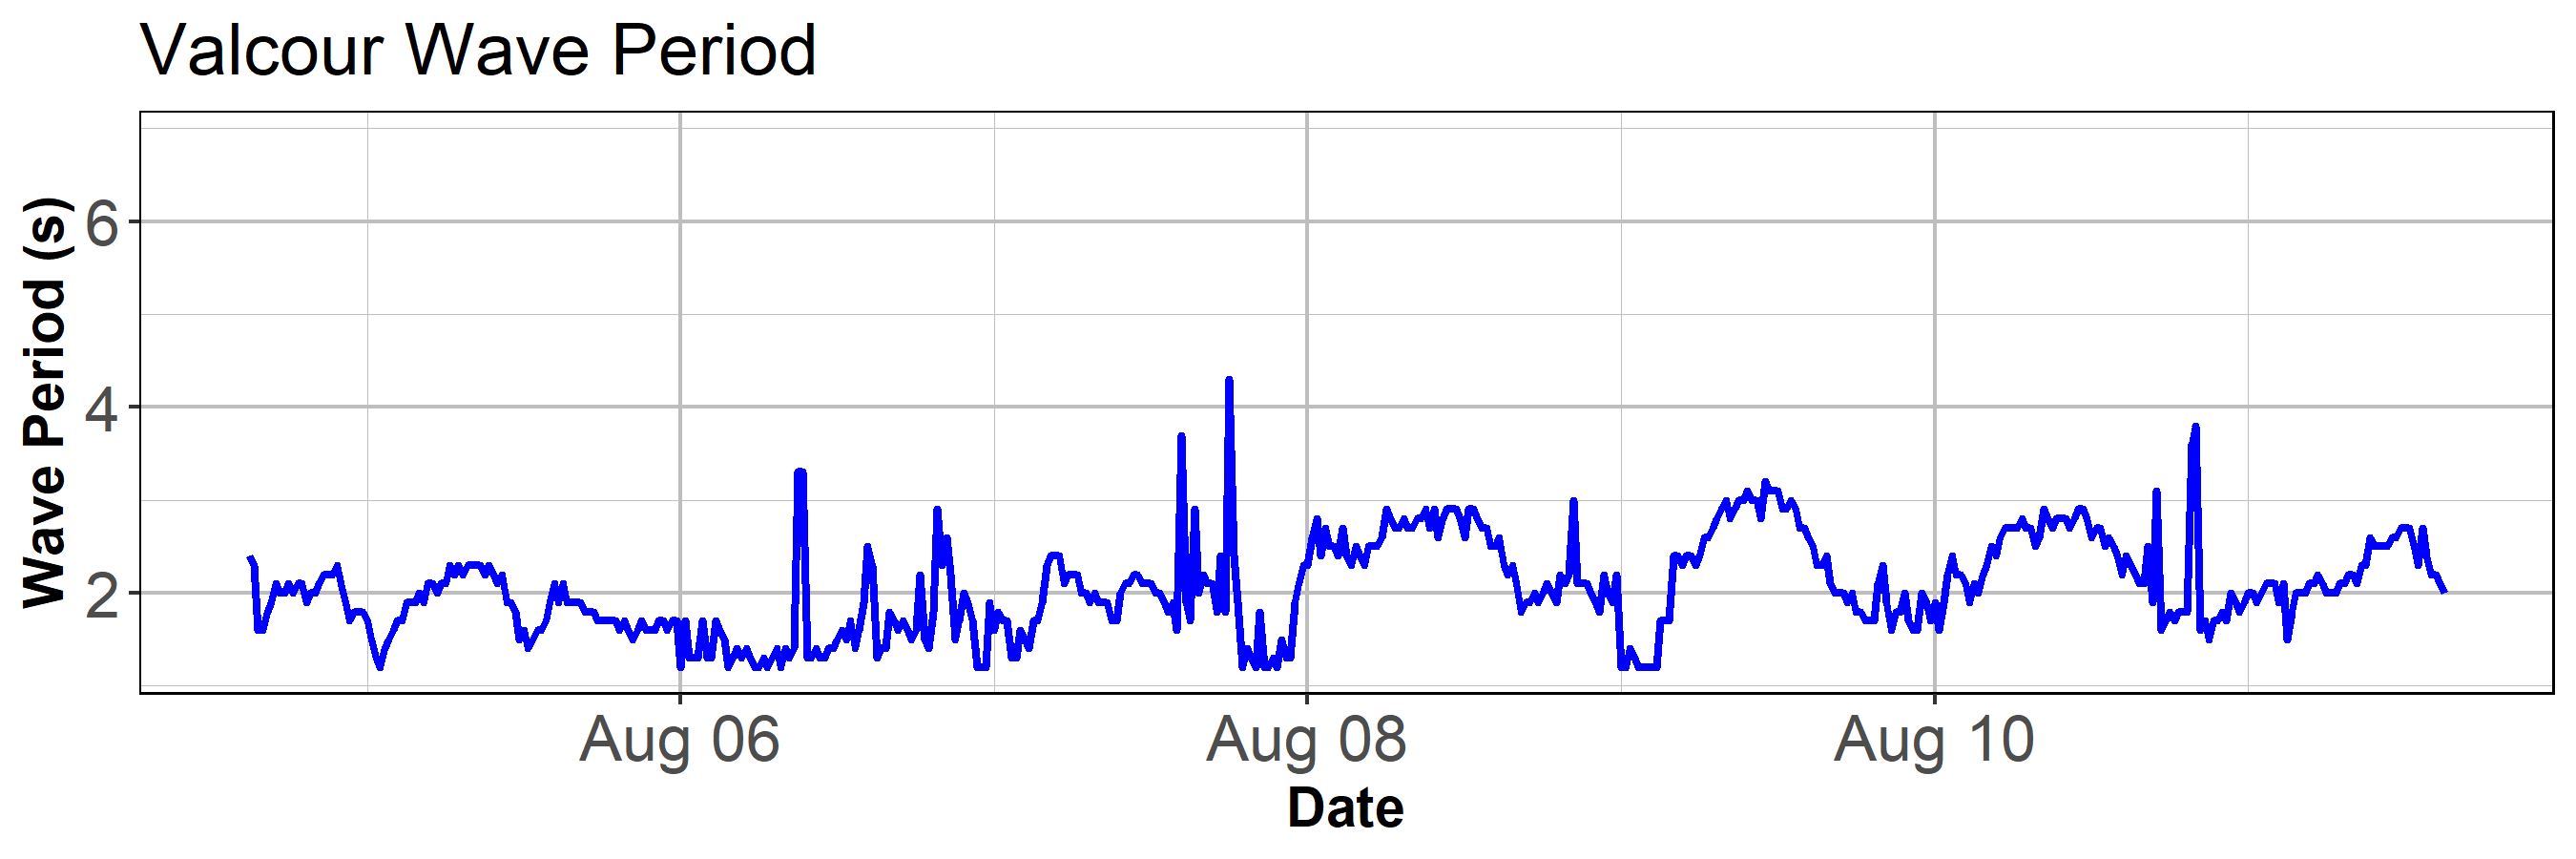 Valcour Wave Period
Wave Period (s)
6
4
2
Aug 06
Aug 08
Aug 10
Date